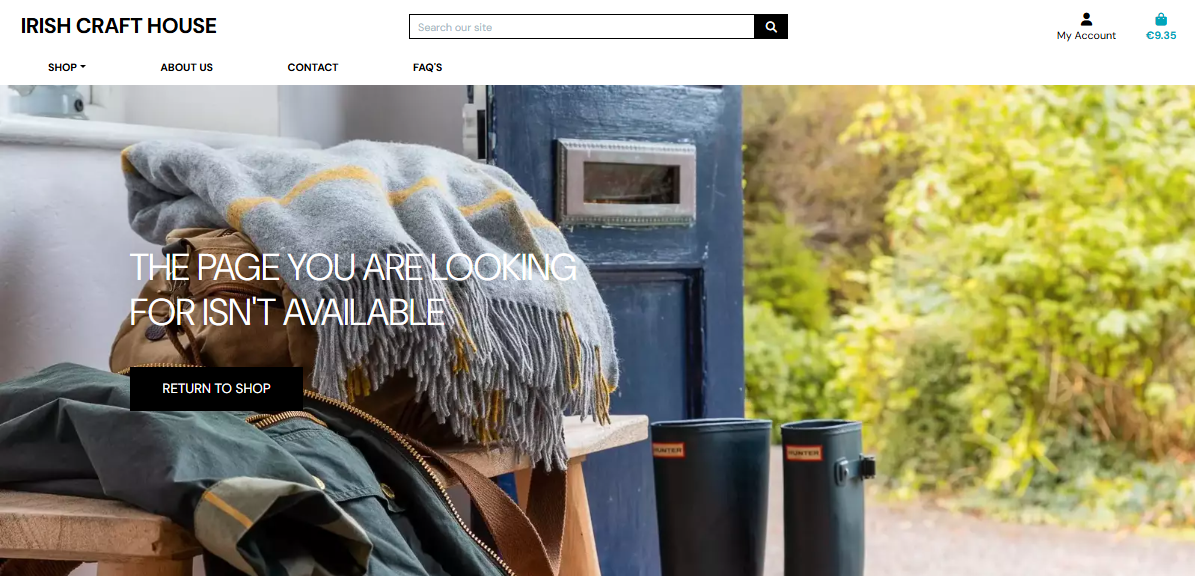 IRISH CRAFT HOUSE
Search our site
My Account
€9.35
SHOP
ABOUT US
CONTACT
FAQ'S
THE PAGE YOU ARE LOOKING
FOR ISN'T AVAILABLE
RETURN TO SHOP
HUNTER
HUNTER